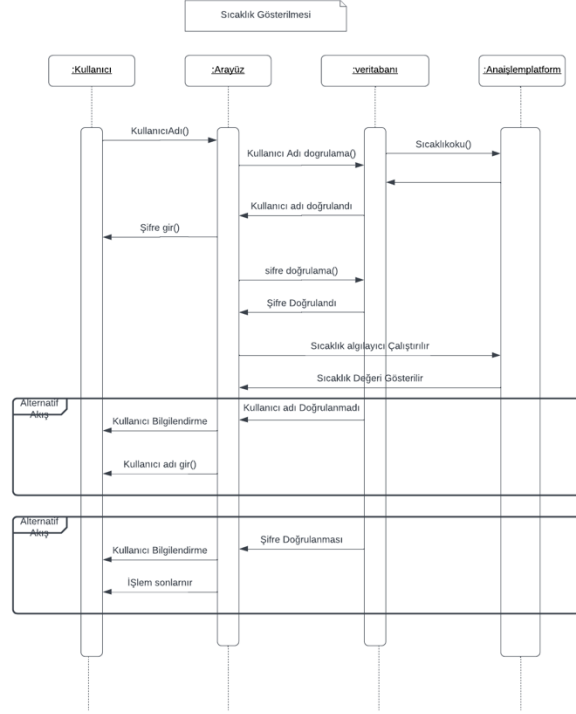 Sıcaklık Gösterilmesi
:Kullanıcı
:Arayüz
:veritabanı
:Anaişlemplatform
KullanıcıAdı()
Sıcaklıkoku()
Kullanıcı Adı dogrulama()
Kullanıcı adı doğrulandı
Şifre gir()
sifre doğrulama()
Şifre Doğrulandı
Sıcaklık algılayıcı Çalıştırılır
Sıcaklık Değeri Gösterilir
Alternatif
Akış
Kullanıcı adı Doğrulanmadı
Kullanıcı Bilgilendirme
Kullanıcı adı gir()
Alternatif
Akış
Şifre Doğrulanması
Kullanıcı Bilgilendirme
İŞlem sonlarnır